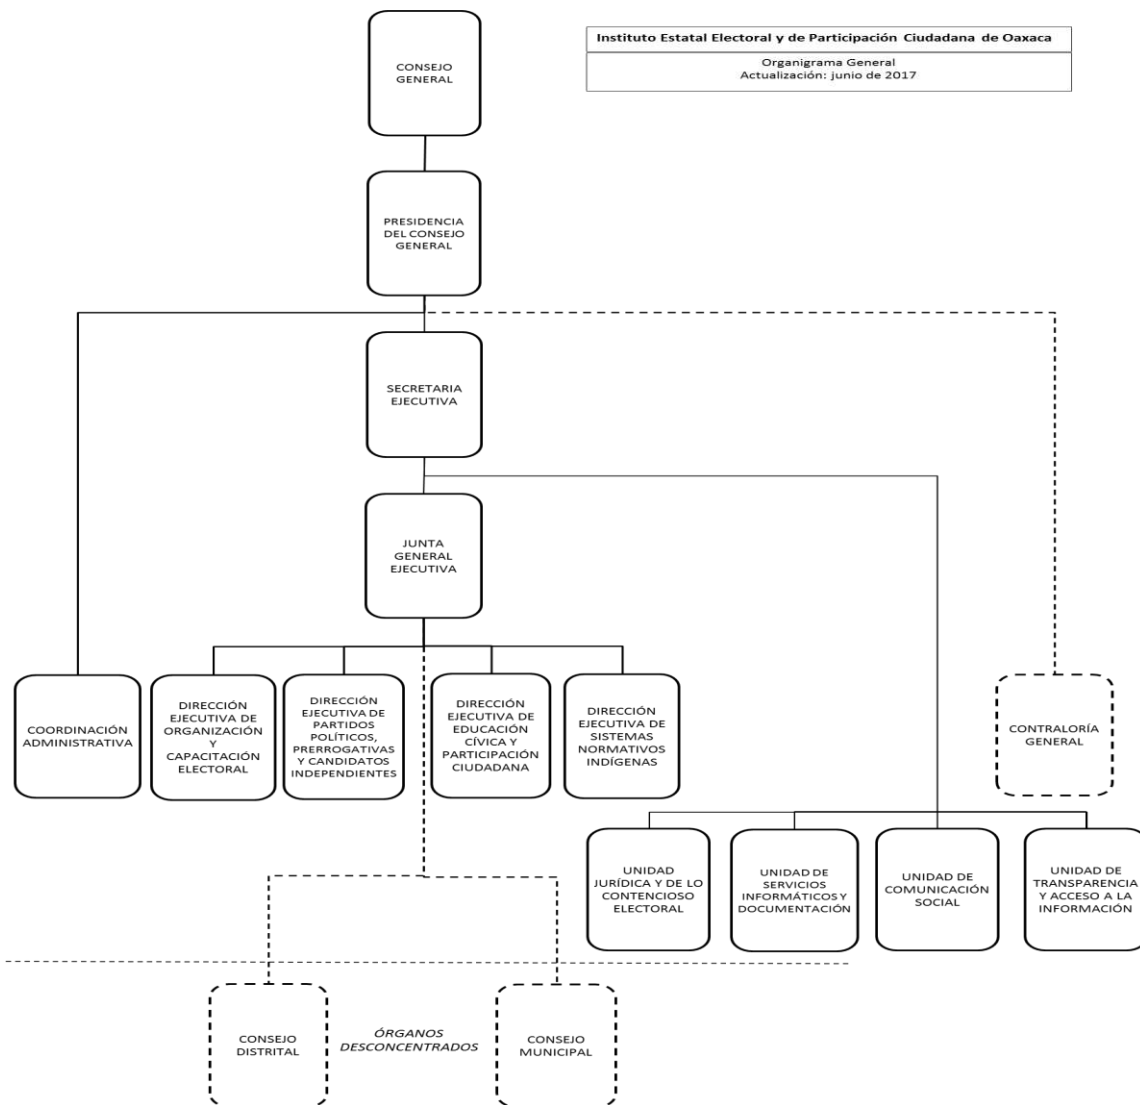 Instituto Estatal Electoral y de Participación Ciudadana de Oaxaca
Organigrama General
Actualización: junio de 2017
CONSEJO
GENERAL
PRESIDENCIA
DEL CONSEJO
GENERAL
SECRETARIA
EJECUTIVA
JUNTA
GENERAL
EJECUTIVA
COORDINACIÓN
ADMINISTRATIVA
DIRECCIÓN
EJECUTIVA DE
ORGANIZACIÓN
Y
CAPACITACIÓN
ELECTORAL
DIRECCIÓN
EJECUTIVA DE
PARTIDOS
POLÍTICOS,
PRERROGATIVAS
Y CANDIDATOS
INDEPENDIENTES
DIRECCIÓN
EJECUTIVA DE
EDUCACIÓN
CÍVICA Y
PARTICIPACIÓN
CIUDADANA
DIRECCIÓN
EJECUTIVA DE
SISTEMAS
NORMATIVOS
INDÍGENAS
CONTRALORÍA
GENERAL
UNIDAD
JURÍDICA Y DE LO
CONTENCIOSO
ELECTORAL
UNIDAD DE
SERVICIOS
INFORMÁTICOS Y
DOCUMENTACIÓN
UNIDAD DE
COMUNICACIÓN
SOCIAL
UNIDAD DE
TRANSPARENCIA
Y ACCESO A LA
INFORMACIÓN
CONSEJO
DISTRITAL
ÓRGANOS
DESCONCENTRADOS
CONSEJO
MUNICIPAL